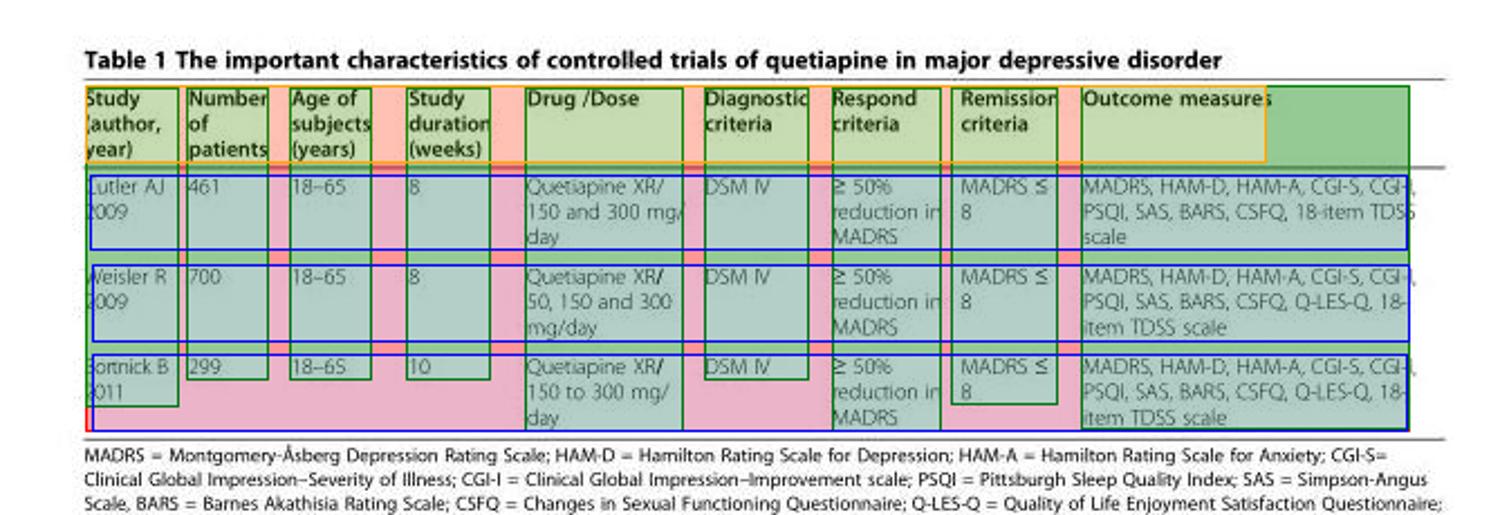 Table 1 The important characteristics of controlled trials of quetiapine in major depressive disorder
Study Number Age of Study Drug /Dose Diagnostic Respond Remission Outcome measures
(author, of subjects duration criteria criteria criteria
year) patients (years) (weeks)
Cutler AJ 461 18–65 8 Quetiapine XR/ DSM IV ≥ 50% MADRS ≤ MADRS, HAM-D, HAM-A, CGI-S, CGI-I,
2009 150 and 300 mg/ reduction in 8 PSQI, SAS, BARS, CSFQ, 18-item TDSS
day MADRS scale
Weisler R 700 18–65 8 Quetiapine XR/ DSM IV ≥ 50% MADRS ≤ MADRS, HAM-D, HAM-A, CGI-S, CGI-I,
2009 50, 150 and 300 reduction in 8 PSQI, SAS, BARS, CSFQ, Q-LES-Q, 18-
mg/day MADRS item TDSS scale
Bortnick B 299 18–65 10 Quetiapine XR/ DSM IV ≥ 50% MADRS ≤ MADRS, HAM-D, HAM-A, CGI-S, CGI-I,
2011 150 to 300 mg/ reduction in 8 PSQI, SAS, BARS, CSFQ, Q-LES-Q, 18-
day MADRS item TDSS scale
MADRS = Montgomery-Åsberg Depression Rating Scale; HAM-D = Hamilton Rating Scale for Depression; HAM-A = Hamilton Rating Scale for Anxiety; CGI-S=
Clinical Global Impression–Severity of Illness; CGI-I = Clinical Global Impression–Improvement scale; PSQI = Pittsburgh Sleep Quality Index; SAS = Simpson-Angus
Scale, BARS = Barnes Akathisia Rating Scale; CSFQ = Changes in Sexual Functioning Questionnaire; Q-LES-Q = Quality of Life Enjoyment Satisfaction Questionnaire;